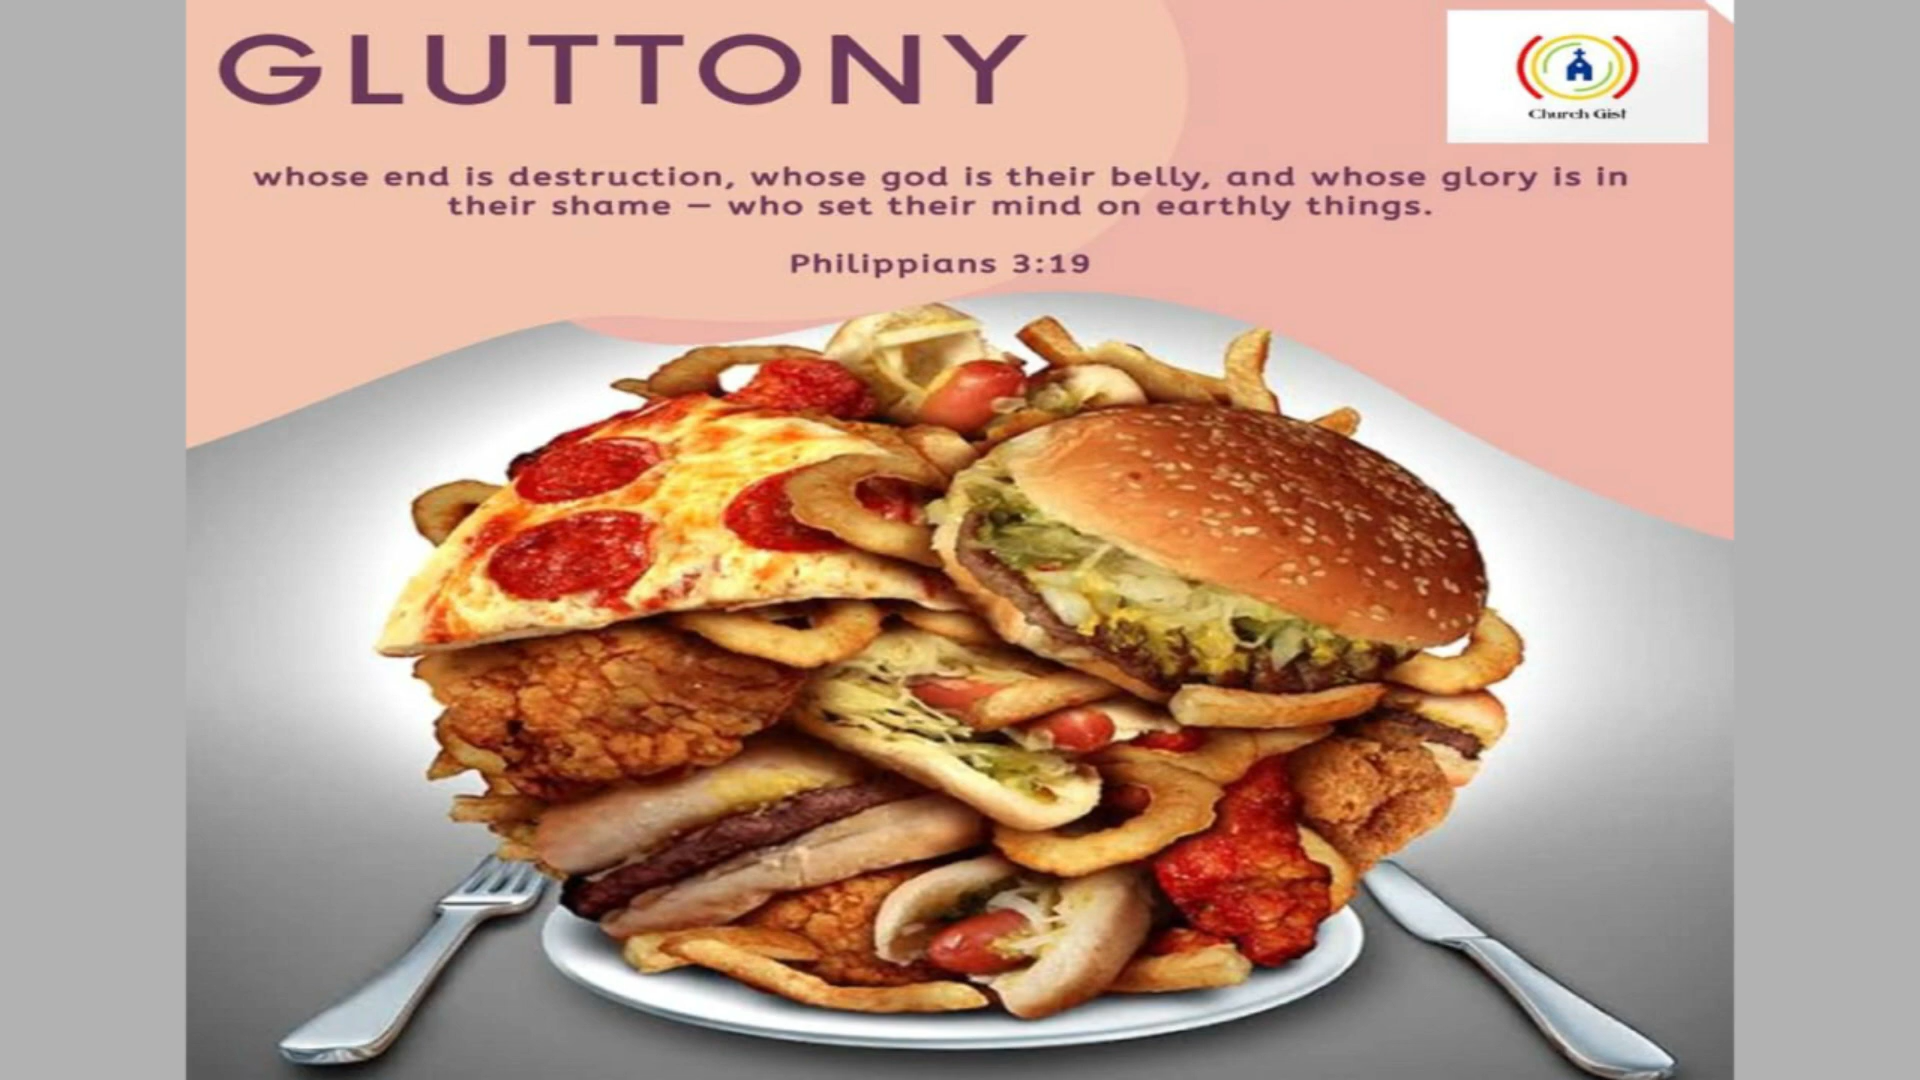 GLUTTONY
Church Gist
whose end is destruction, whose god is their belly, and whose glory is in
their shame — who set their mind on earthly things.
Philippians 3:19